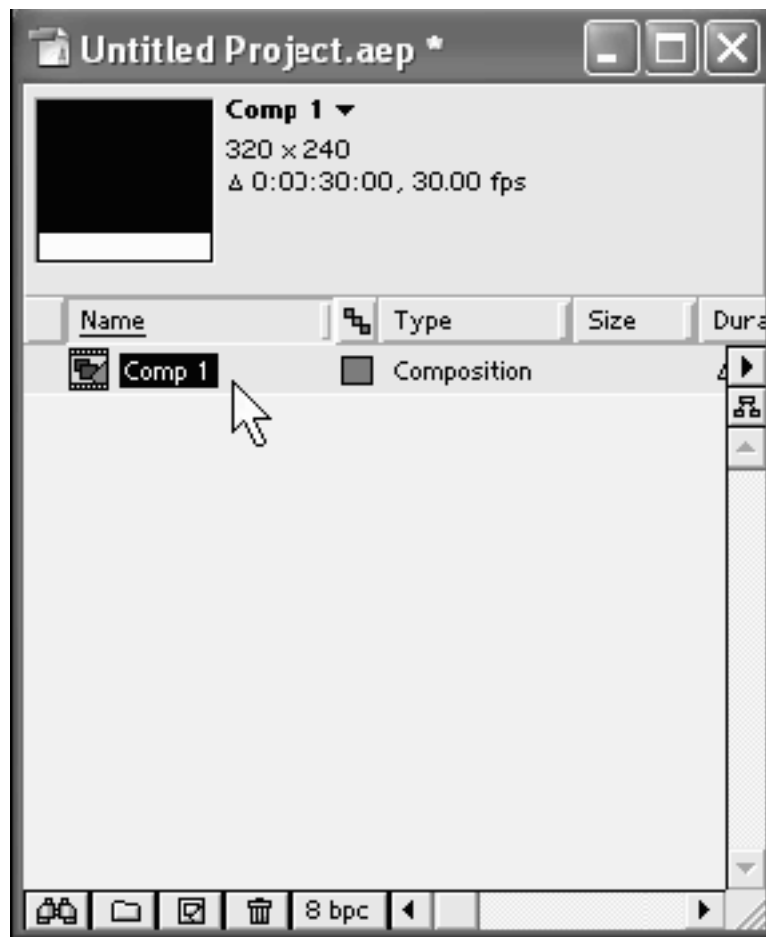 Untitled Project.aep *
Comp 1
320 x 240
Δ 0:00:30:00, 30.00 fps
Name Type Size Dura
Comp 1 Composition Δ
8 bpc